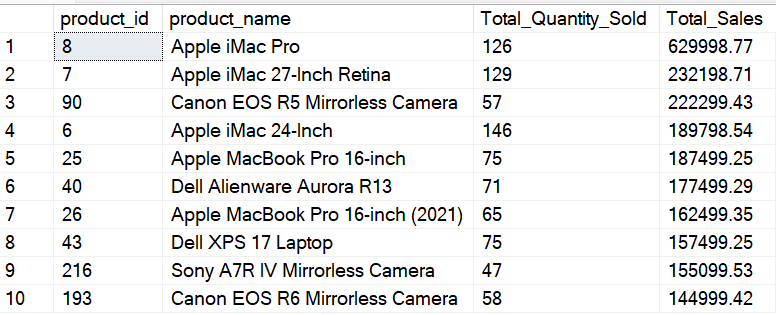 product_id product_name Total_Quantity_Sold Total_Sales
1 8 Apple iMac Pro 126 629998.77
2 7 Apple iMac 27-Inch Retina 129 232198.71
3 90 Canon EOS R5 Mirrorless Camera 57 222299.43
4 6 Apple iMac 24-Inch 146 189798.54
5 25 Apple MacBook Pro 16-inch 75 187499.25
6 40 Dell Alienware Aurora R13 71 177499.29
7 26 Apple MacBook Pro 16-inch (2021) 65 162499.35
8 43 Dell XPS 17 Laptop 75 157499.25
9 216 Sony A7R IV Mirrorless Camera 47 155099.53
10 193 Canon EOS R6 Mirrorless Camera 58 144999.42